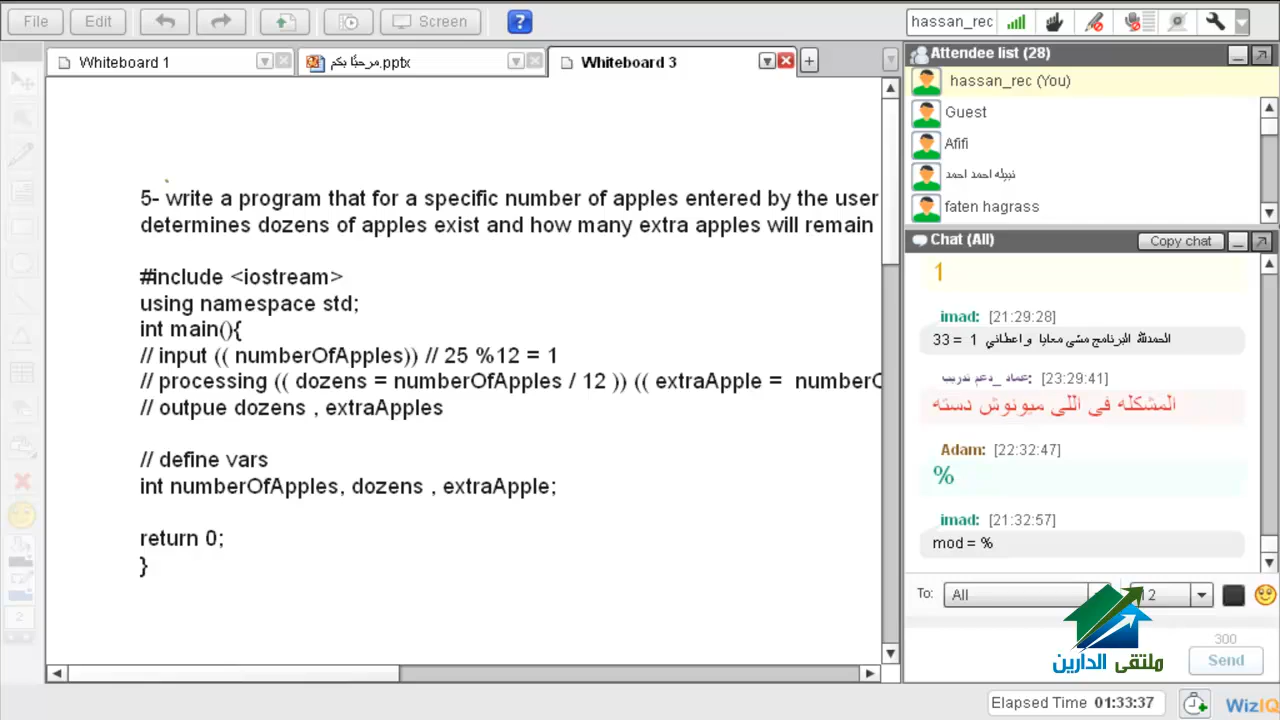 File Edit Screen ? hassan_rec
Whiteboard 1 مرحبًا بكم.pptx Whiteboard 3
5- write a program that for a specific number of apples entered by the user
determines dozens of apples exist and how many extra apples will remain
#include <iostream>
using namespace std;
int main(){
// input (( numberOfApples)) // 25 %12 = 1
// processing (( dozens = numberOfApples / 12 )) (( extraApple = number
// outpue dozens , extraApples
// define vars
int numberOfApples, dozens , extraApple;
return 0;
}
2
Attendee list (28)
hassan_rec (You)
Guest
Afifi
نبيله احمد احمد
faten hagrass
Chat (All) Copy chat
1
imad: [21:29:28]
الحمدلله البرنامج مشى معايا واعطاني 1 = 33
عماد _دعم تدريب: [23:29:41]
المشكله فى اللى ميونوش دسته
Adam: [22:32:47]
%
imad: [21:32:57]
mod = %
To: All 12
300
Send
ملتقى الدارين
Elapsed Time 01:33:37
WizIQ